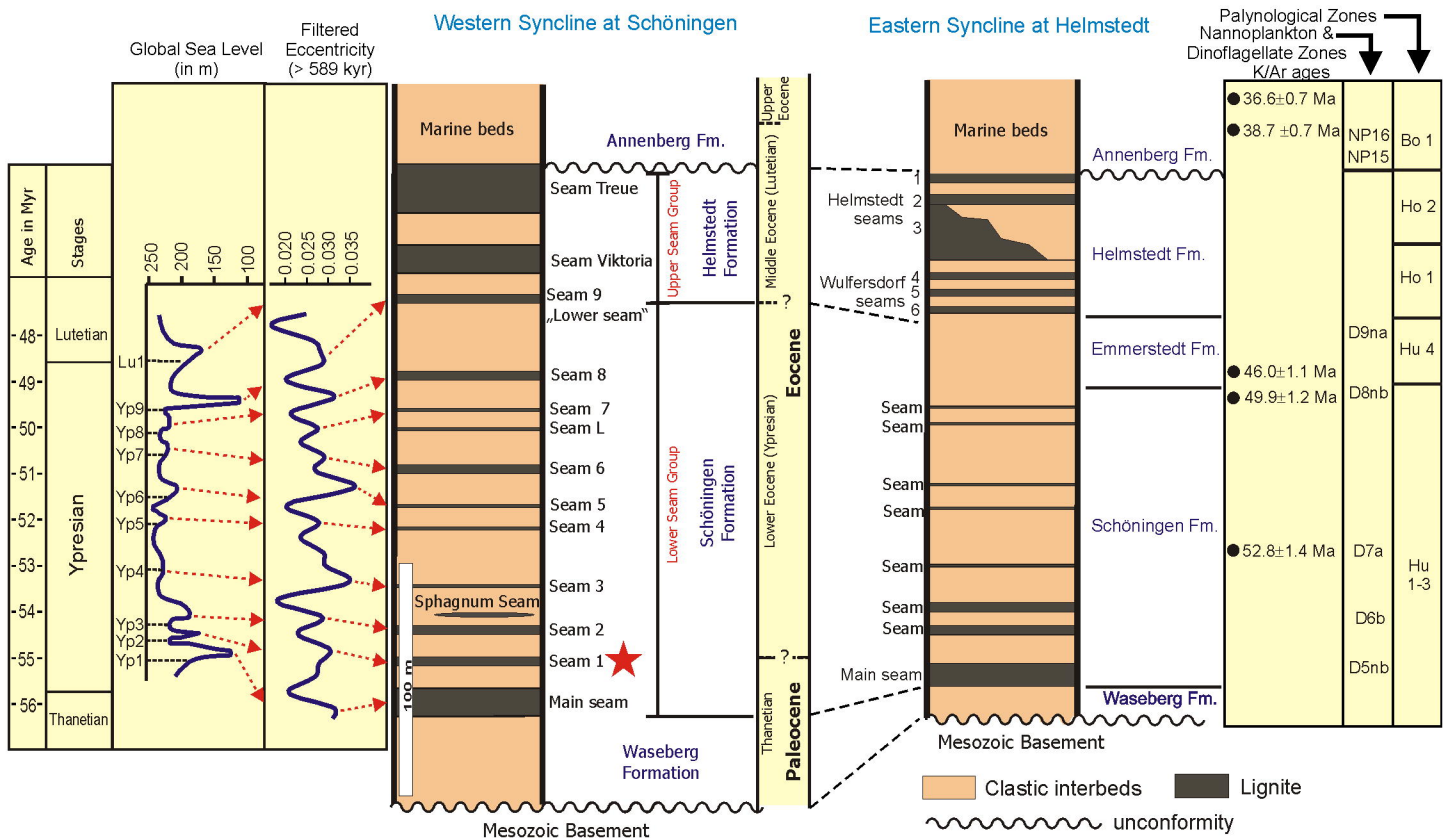 Western Syncline at Schöningen
Eastern Syncline at Helmstedt
Palynological Zones
Nannoplankton &
Dinoflagellate Zones
K/Ar ages
Global Sea Level
(in m)
Filtered
Eccentricity
(> 589 kyr)
Age in Myr
Stages
250
200
150
100
0.020
0.025
0.030
0.035
-48
-49
-50
-51
-52
-53
-54
-55
-56
Lutetian
Ypresian
Thanetian
Lu1
Yp9
Yp8
Yp7
Yp6
Yp5
Yp4
Yp3
Yp2
Yp1
Marine beds
Annenberg Fm.
Seam Treue
Seam Viktoria
Seam 9
„Lower seam“
Seam 8
Seam 7
Seam L
Seam 6
Seam 5
Seam 4
Seam 3
Sphagnum Seam
Seam 2
Seam 1
Main seam
100 m
Upper Seam Group
Helmstedt
Formation
Lower Seam Group
Schöningen
Formation
Waseberg
Formation
Mesozoic Basement
Upper
Eocene
Middle Eocene (Lutetian)
?
Eocene
Lower Eocene (Ypresian)
?
Thanetian
Paleocene
Marine beds
Annenberg Fm.
1
Helmstedt 2
seams
3
Wulfersdorf 4
seams 5
6
Helmstedt Fm.
Emmerstedt Fm.
Seam
Seam
Seam
Seam
Seam
Seam
Seam
Main seam
Schöningen Fm.
Waseberg Fm.
Mesozoic Basement
36.6±0.7 Ma
38.7 ±0.7 Ma
46.0±1.1 Ma
49.9±1.2 Ma
52.8±1.4 Ma
NP16
NP15
D9na
D8nb
D7a
D6b
D5nb
Bo 1
Ho 2
Ho 1
Hu 4
Hu
1-3
Clastic interbeds
Lignite
unconformity